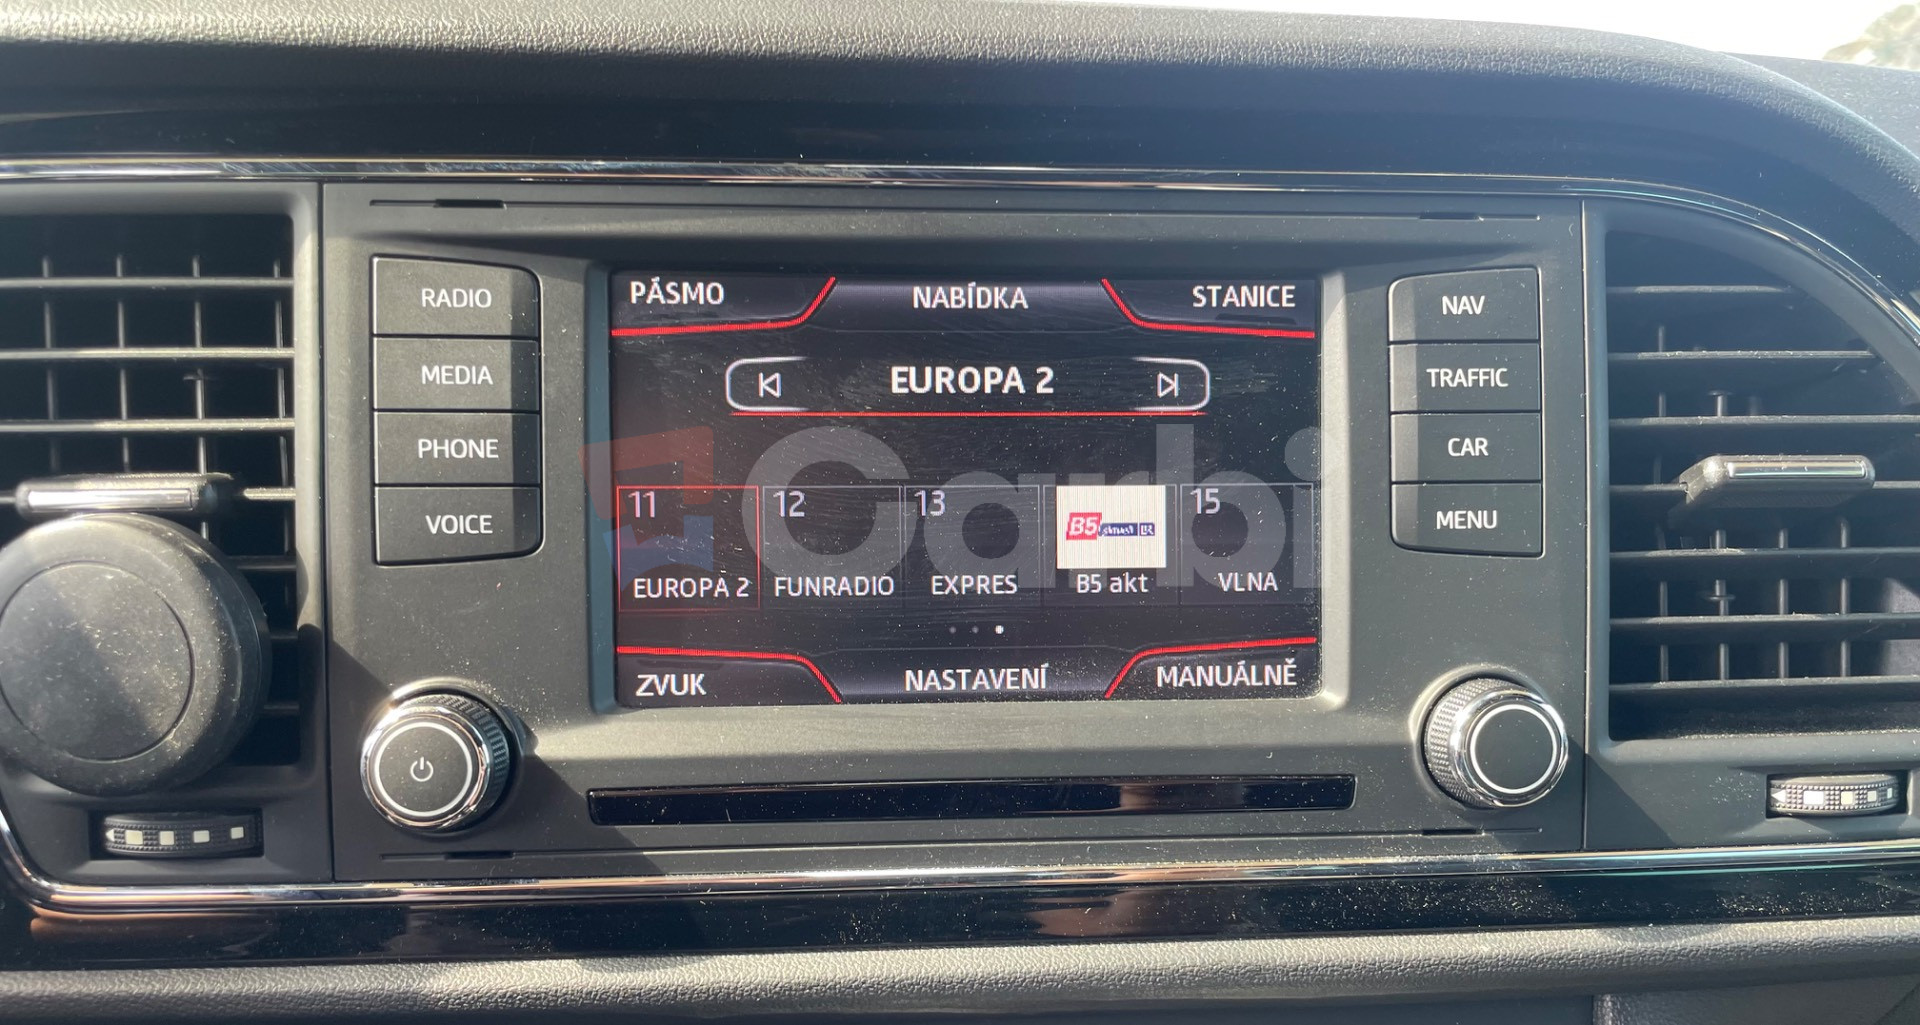 RADIO
MEDIA
PHONE
VOICE
PÁSMO
NABÍDKA
STANICE
EUROPA 2
Carbi
11
12
13
B5
15
EUROPA 2
FUNRADIO
EXPRES
B5 akt
VLNA
ZVUK
NASTAVENÍ
MANUÁLNĚ
NAV
TRAFFIC
CAR
MENU